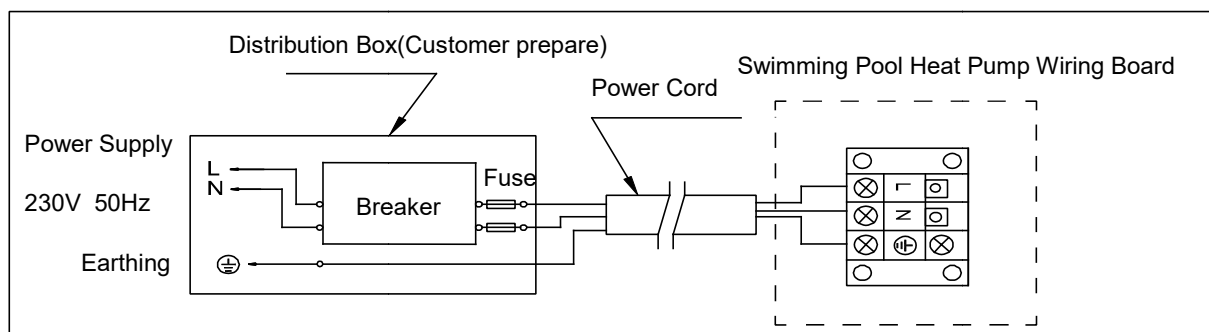 Distribution Box(Customer prepare)
Swimming Pool Heat Pump Wiring Board
Power Cord
Power Supply
L
N
Fuse
230V 50Hz
Breaker
Earthing
L
N